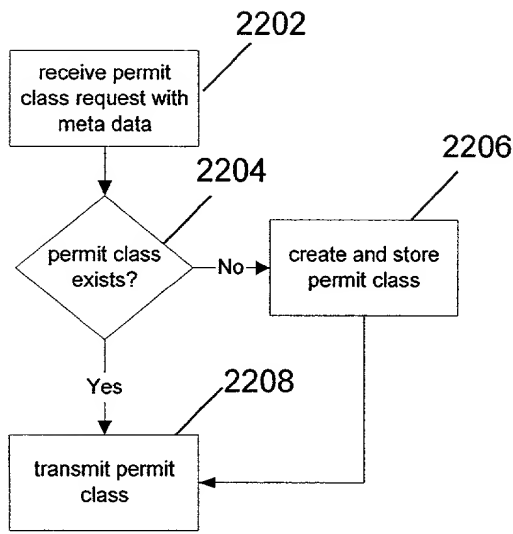 2202
receive permit
class request with
meta data
2204
permit class
exists?
No
2206
create and store
permit class
Yes
2208
transmit permit
class